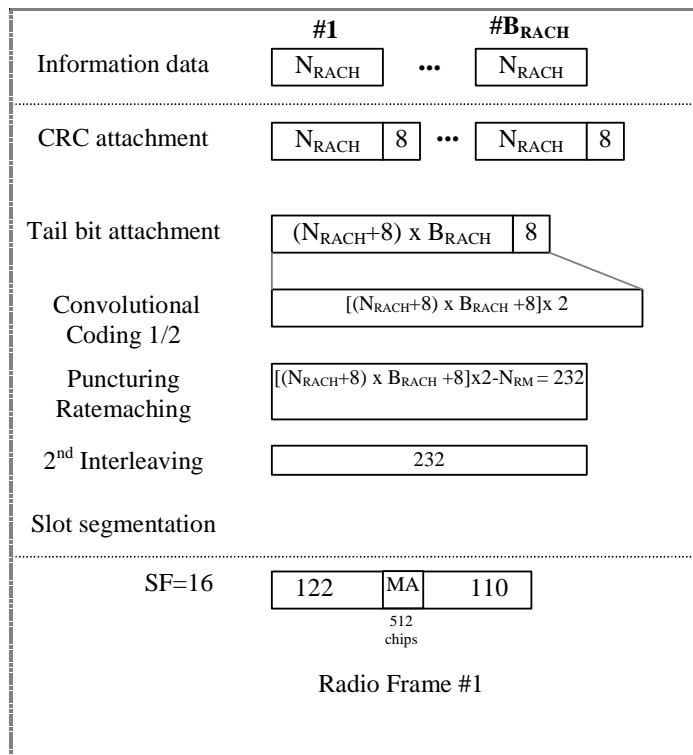 #1 #B_RACH
Information data N_RACH ... N_RACH
CRC attachment N_RACH 8 ... N_RACH 8
Tail bit attachment (N_RACH+8) x B_RACH 8
Convolutional
Coding 1/2
[(N_RACH+8) x B_RACH +8]x 2
Puncturing
Ratemaching
[(N_RACH+8) x B_RACH +8]x2-N_RM = 232
2nd Interleaving 232
Slot segmentation
SF=16 122 MA 110
512
chips
Radio Frame #1